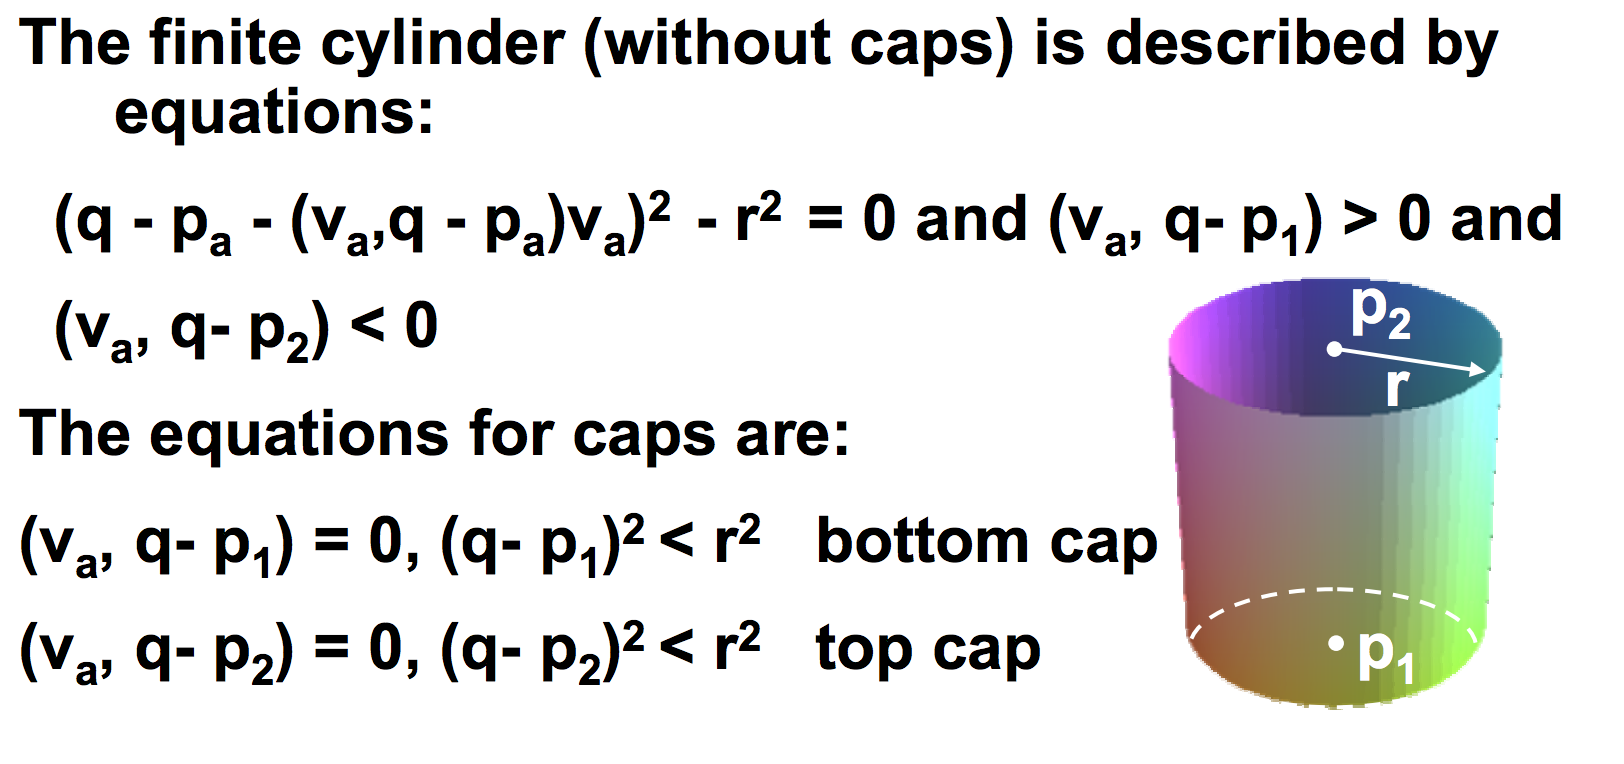 The finite cylinder (without caps) is described by
equations:
(q - pₐ - (vₐ,q - pₐ)vₐ)² - r² = 0 and (vₐ, q- p₁) > 0 and
(vₐ, q- p₂) < 0
p₂
r
The equations for caps are:
(vₐ, q- p₁) = 0, (q- p₁)² < r² bottom cap
(vₐ, q- p₂) = 0, (q- p₂)² < r² top cap
p₁